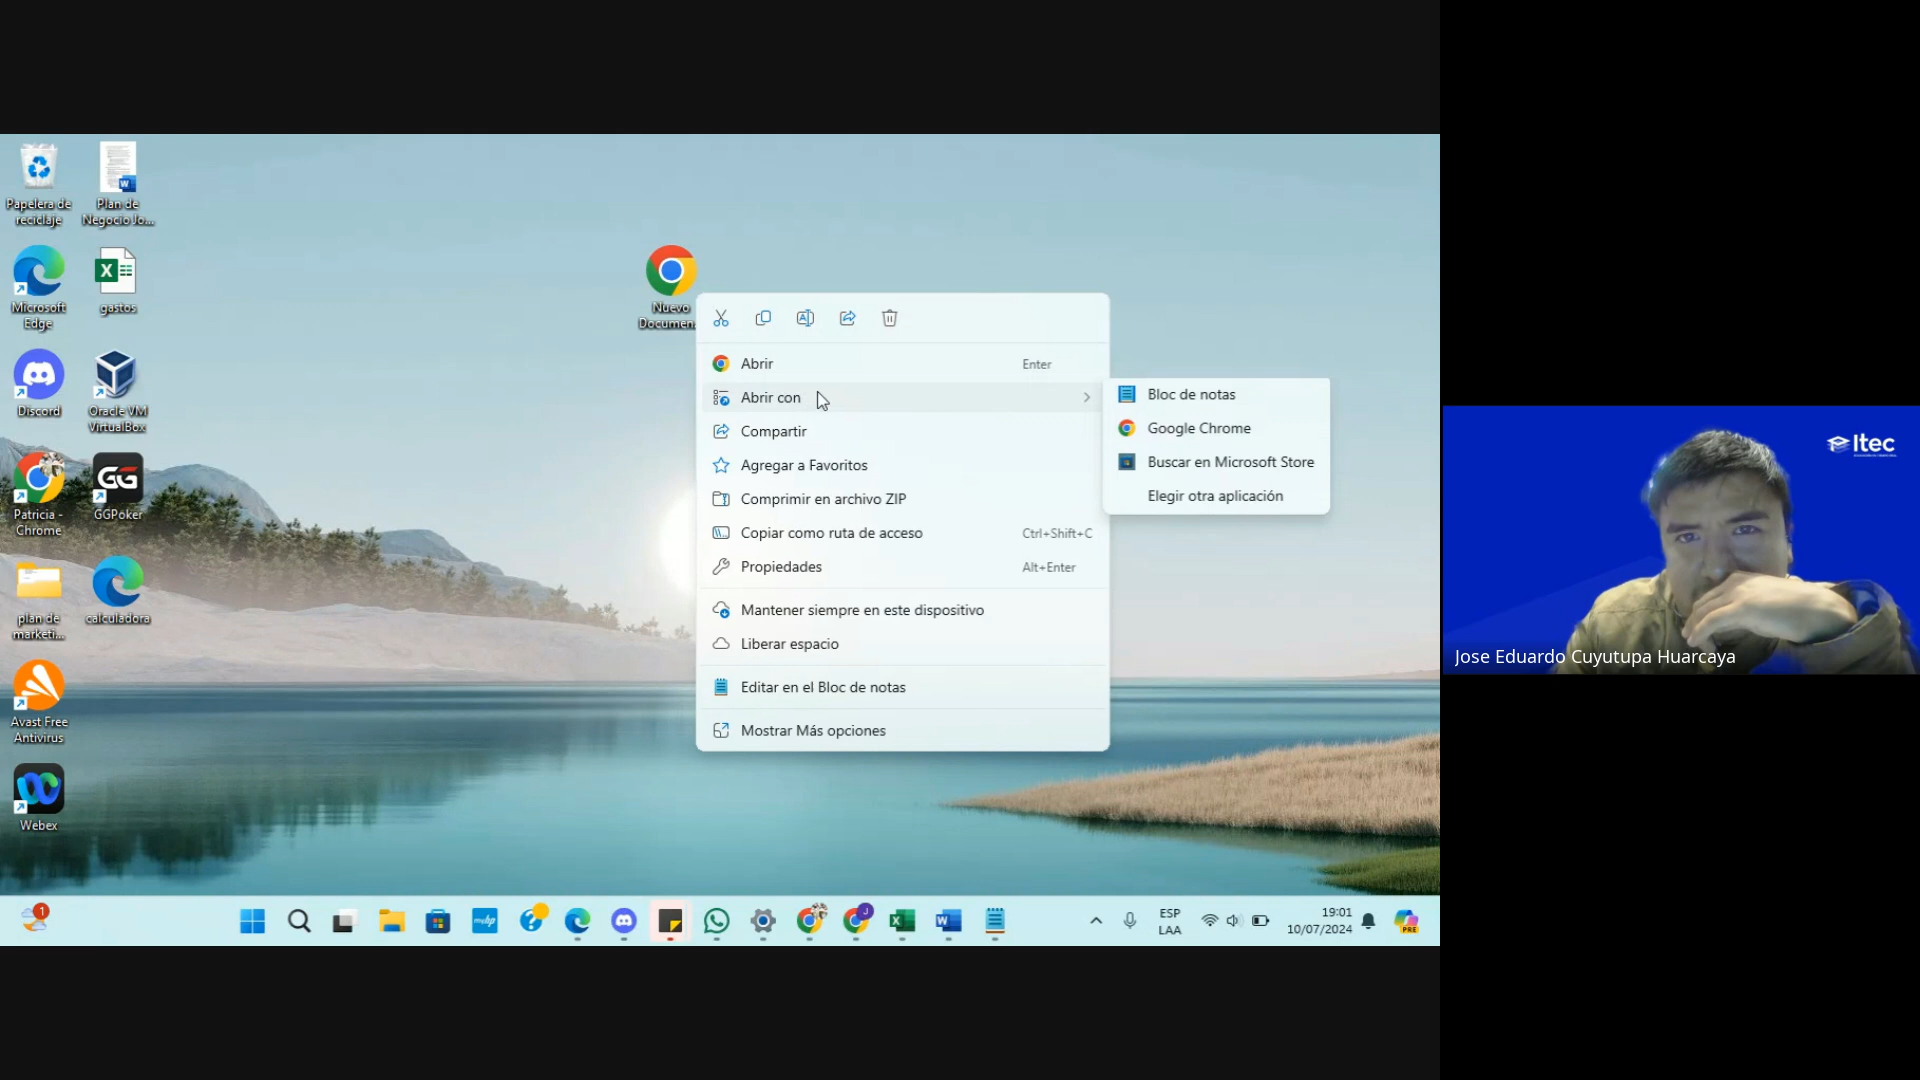 Papelera de
reciclaje
Plan de
Negocio Jo...
Microsoft
Edge
gastos
Discord
Oracle VM
VirtualBox
Patricia -
Chrome
GGPoker
plan de
marketi...
calculadora
Avast Free
Antivirus
Webex
Nuevo
Documen...
Abrir Enter
Abrir con
Compartir
Agregar a Favoritos
Comprimir en archivo ZIP
Copiar como ruta de acceso Ctrl+Shift+C
Propiedades Alt+Enter
Mantener siempre en este dispositivo
Liberar espacio
Editar en el Bloc de notas
Mostrar Más opciones
Bloc de notas
Google Chrome
Buscar en Microsoft Store
Elegir otra aplicación
1
myhp
J
ESP
LAA
19:01
10/07/2024
PRE
Itec
Jose Eduardo Cuyutupa Huarcaya